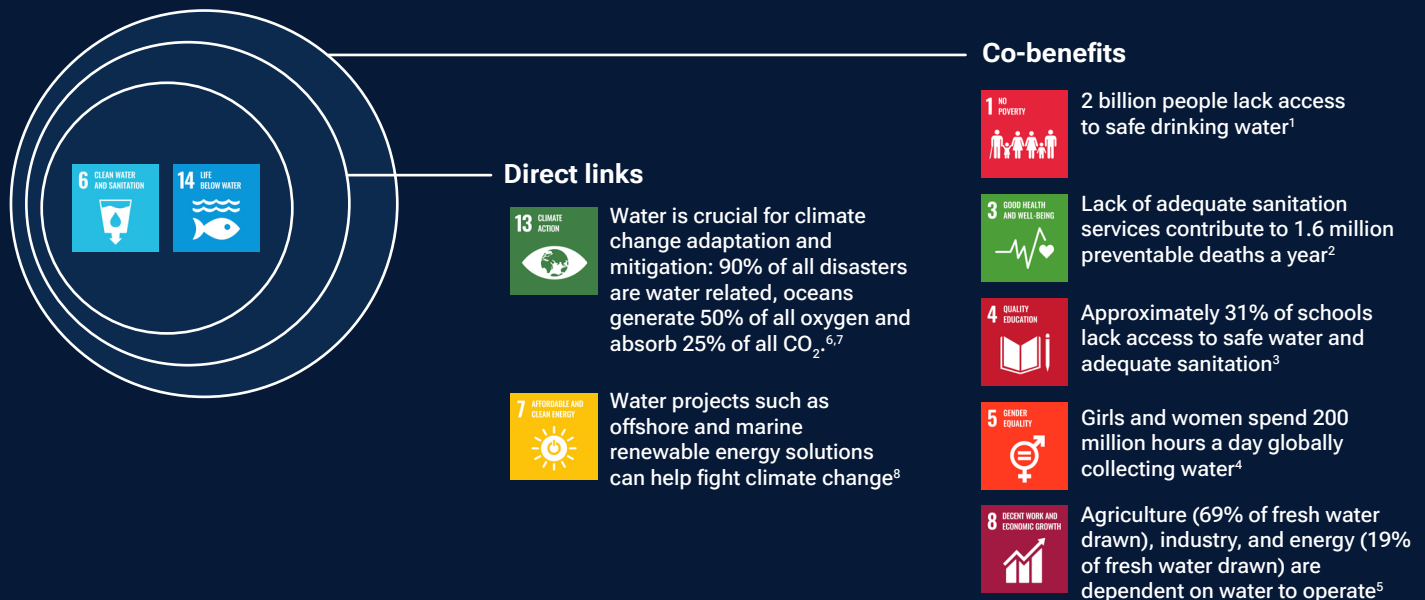 6 CLEAN WATER
AND SANITATION
14 LIFE
BELOW WATER
Direct links
13 CLIMATE
ACTION
Water is crucial for climate
change adaptation and
mitigation: 90% of all disasters
are water related, oceans
generate 50% of all oxygen and
absorb 25% of all CO₂.⁶,⁷
7 AFFORDABLE AND
CLEAN ENERGY
Water projects such as
offshore and marine
renewable energy solutions
can help fight climate change⁸
Co-benefits
1 NO
POVERTY
2 billion people lack access
to safe drinking water¹
3 GOOD HEALTH
AND WELL-BEING
Lack of adequate sanitation
services contribute to 1.6 million
preventable deaths a year²
4 QUALITY
EDUCATION
Approximately 31% of schools
lack access to safe water and
adequate sanitation³
5 GENDER
EQUALITY
Girls and women spend 200
million hours a day globally
collecting water⁴
8 DECENT WORK AND
ECONOMIC GROWTH
Agriculture (69% of fresh water
drawn), industry, and energy (19%
of fresh water drawn) are
dependent on water to operate⁵